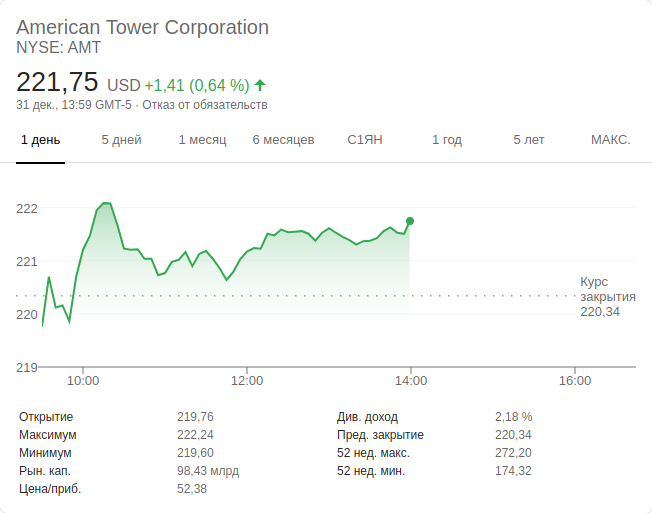 American Tower Corporation
NYSE: AMT
221,75 USD +1,41 (0,64 %)
31 дек., 13:59 GMT-5 · Отказ от обязательств
1 день 5 дней 1 месяц 6 месяцев С1ЯН 1 год 5 лет МАКС.
222
221
220
219
Курс
закрытия
220,34
10:00 12:00 14:00 16:00
Открытие 219,76 Див. доход 2,18 %
Максимум 222,24 Пред. закрытие 220,34
Минимум 219,60 52 нед. макс. 272,20
Рын. кап. 98,43 млрд 52 нед. мин. 174,32
Цена/приб. 52,38